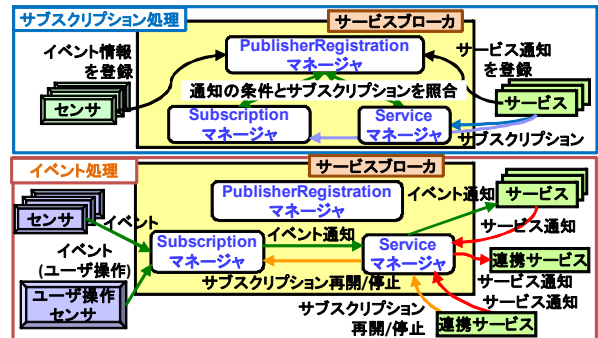 サブスクリプション処理
サービスブローカ
イベント情報
を登録
PublisherRegistration
マネージャ
サービス通知
を登録
通知の条件とサブスクリプションを照合
センサ
サービス
Subscription
マネージャ
Service
マネージャ
サブスクリプション
イベント処理
サービスブローカ
PublisherRegistration
マネージャ
イベント通知
サービス
センサ
イベント
サービス通知
イベント
(ユーザ操作)
Subscription
マネージャ
イベント通知
Service
マネージャ
連携サービス
サブスクリプション再開/停止
サービス通知
ユーザ操作
センサ
サブスクリプション
再開/停止
サービス通知
連携サービス